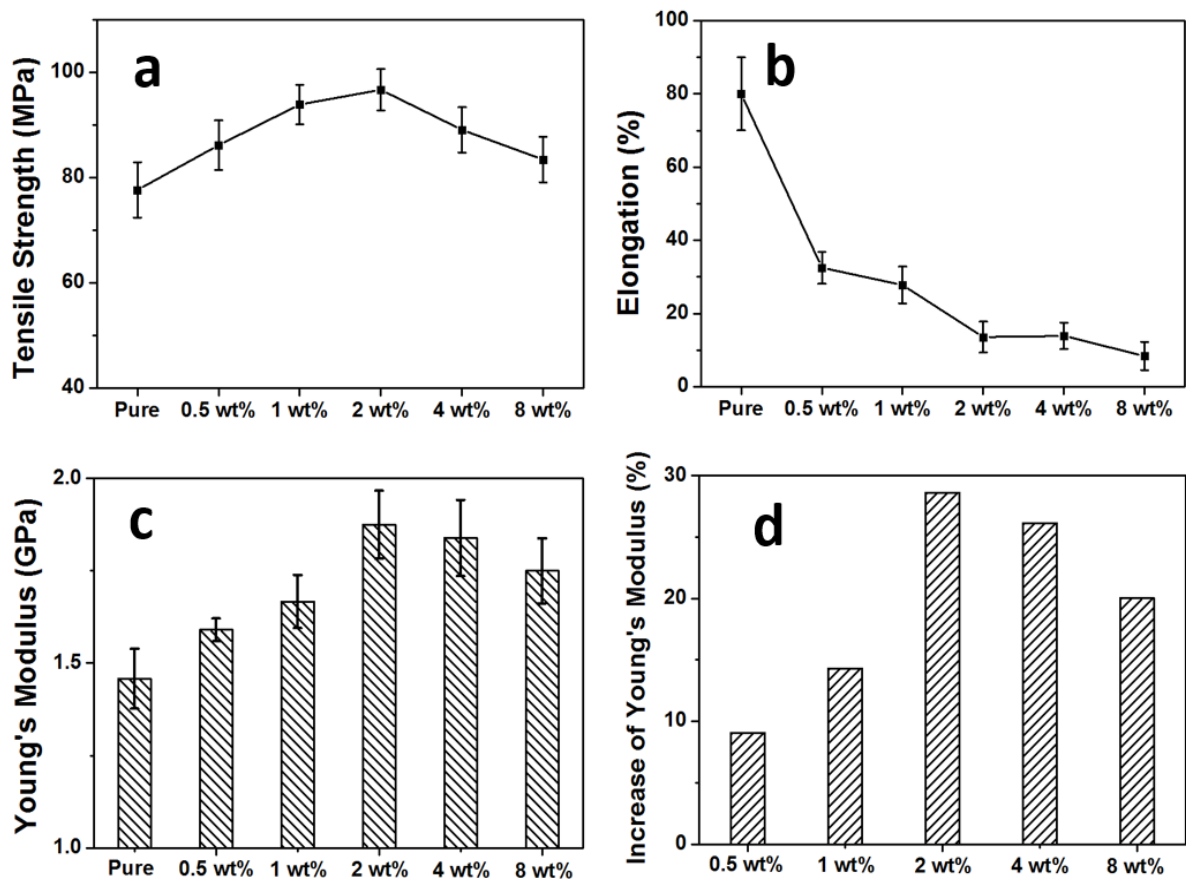 a
Tensile Strength (MPa)
100
80
60
40
Pure 0.5 wt% 1 wt% 2 wt% 4 wt% 8 wt%
b
Elongation (%)
100
80
60
40
20
0
Pure 0.5 wt% 1 wt% 2 wt% 4 wt% 8 wt%
c
Young's Modulus (GPa)
2.0
1.5
1.0
Pure 0.5 wt% 1 wt% 2 wt% 4 wt% 8 wt%
d
Increase of Young's Modulus (%)
30
20
10
0
0.5 wt% 1 wt% 2 wt% 4 wt% 8 wt%